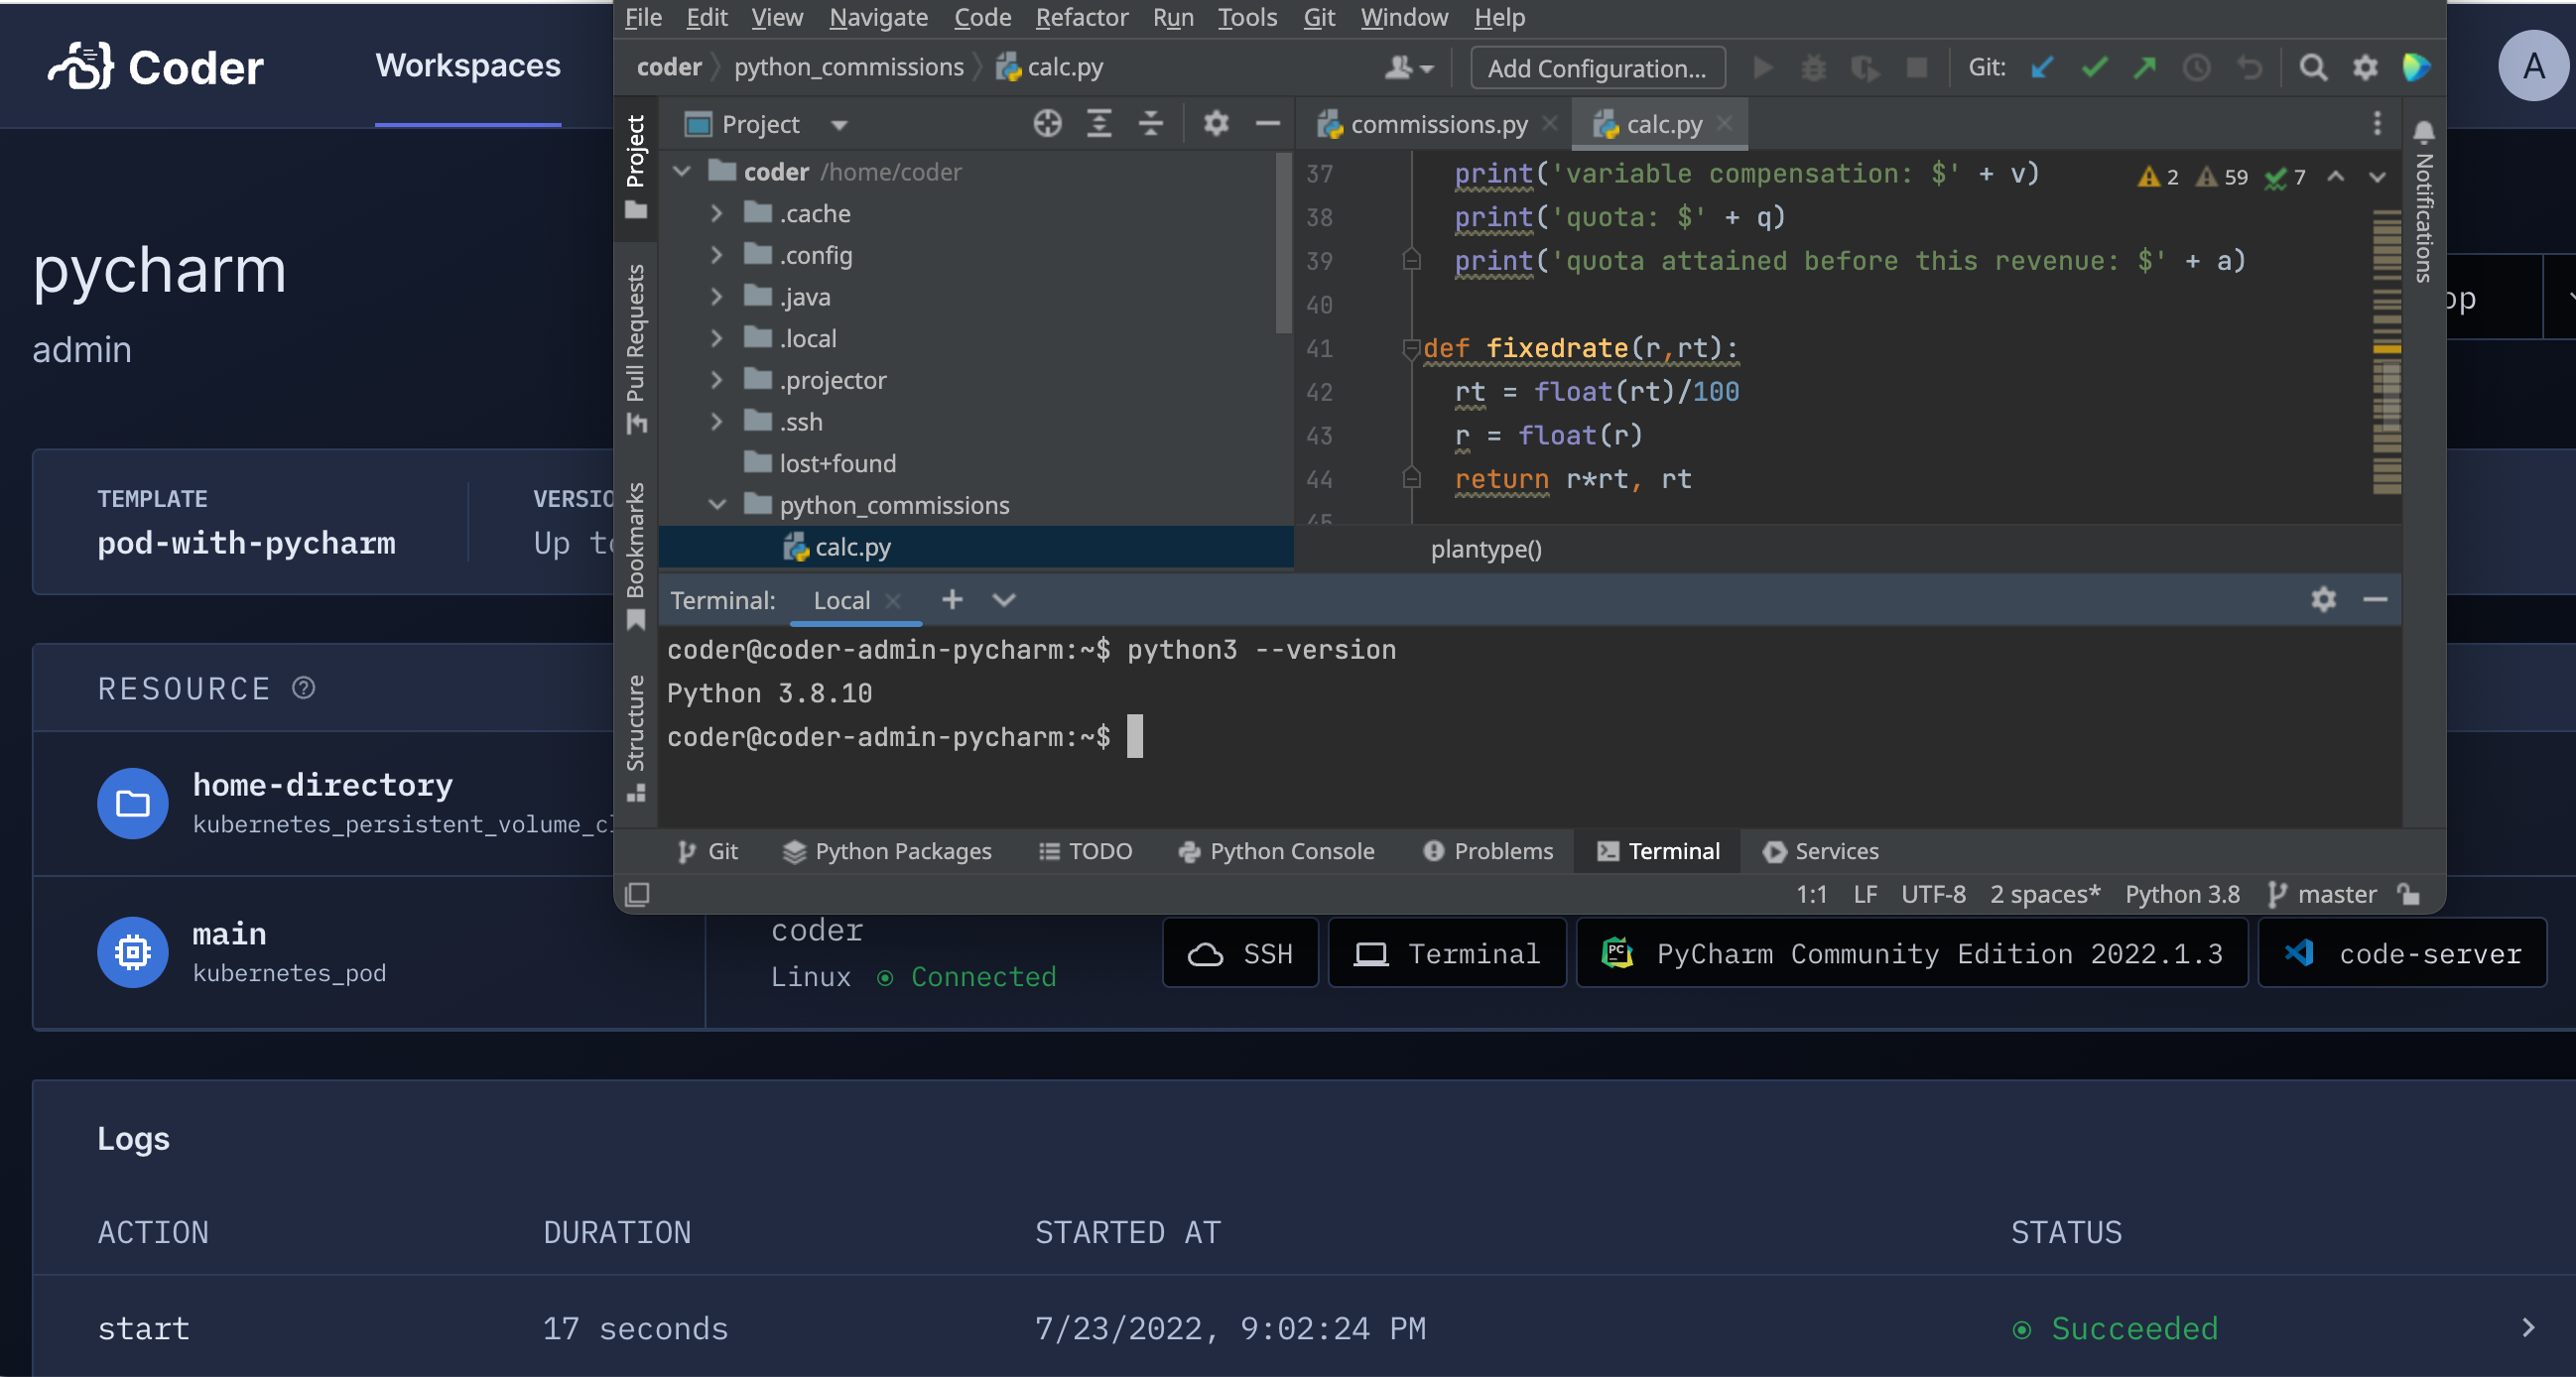 Coder
Workspaces
A
pycharm
admin
TEMPLATE
pod-with-pycharm
Up
RESOURCE
home-directory
main
kubernetes_pod
File Edit View Navigate Code Refactor Run Tools Git Window Help
coder python_commissions calc.py
Add Configuration...
Git:
Project
commissions.py
calc.py
Project
Pull Requests
Bookmarks
Structure
Notifications
coder /home/coder
.cache
.config
.java
.local
.projector
.ssh
lost+found
python_commissions
calc.py
2 59 7
37 print('variable compensation: $' + v)
38 print('quota: $' + q)
39 print('quota attained before this revenue: $' + a)
40
41 def fixedrate(r,rt):
42 rt = float(rt)/100
43 r = float(r)
44 return r*rt, rt
plantype()
Terminal: Local
coder@coder-admin-pycharm:~$ python3 --version
Python 3.8.10
coder@coder-admin-pycharm:~$
Git Python Packages TODO Python Console Problems Terminal Services
1:1 LF UTF-8 2 spaces* Python 3.8 master
coder
Linux Connected
SSH
Terminal
PyCharm Community Edition 2022.1.3
code-server
Logs
ACTION DURATION STARTED AT STATUS
start 17 seconds 7/23/2022, 9:02:24 PM Succeeded